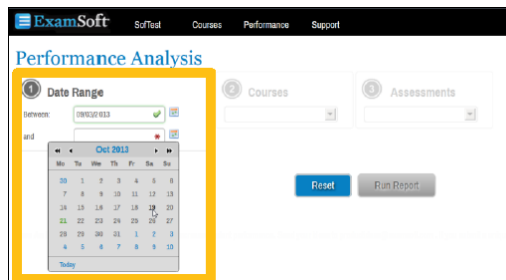 ExamSoft SofTest Courses Performance Support
Performance Analysis
1 Date Range
Between: 09/03/2013
and *
Oct 2013
Mo Tu We Th Fr Sa Su
30 1 2 3 4 5 6
7 8 9 10 11 12 13
14 15 16 17 18 19 20
21 22 23 24 25 26 27
28 29 30 31 1 2 3
4 5 6 7 8 9 10
Today
2 Courses
3 Assessments
Reset Run Report